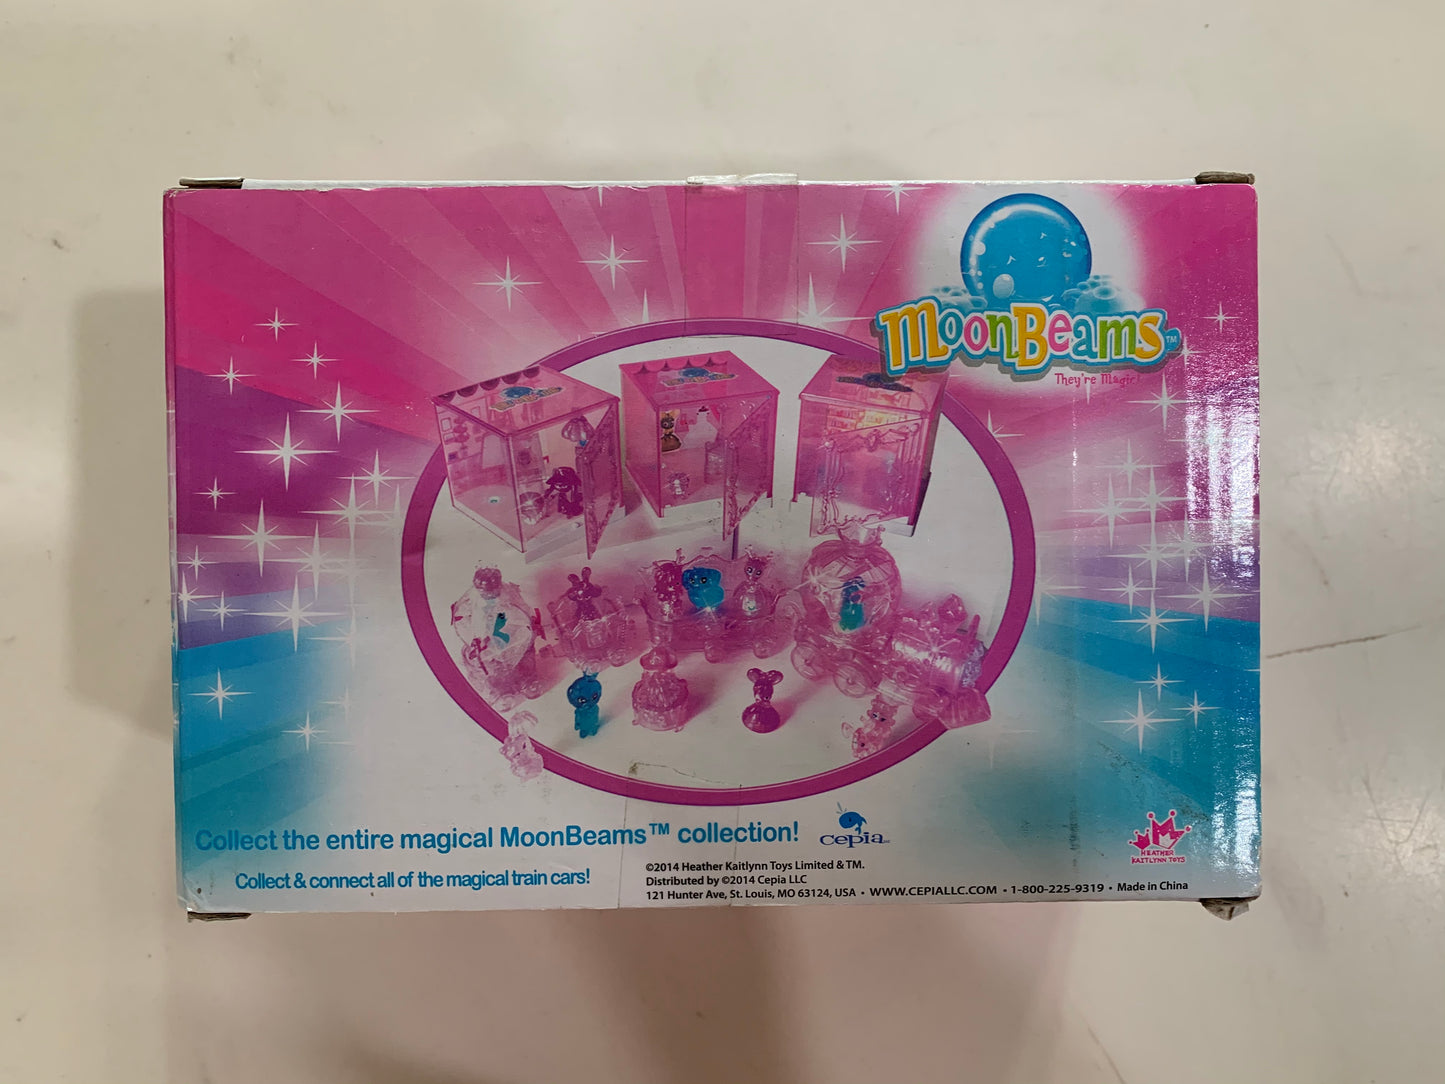 MoonBeams™
They're Magic!
Collect the entire magical MoonBeams™ collection!
cepia
Collect & connect all of the magical train cars!
©2014 Heather Kaitlynn Toys Limited & TM.
Distributed by ©2014 Cepia LLC
121 Hunter Ave, St. Louis, MO 63124, USA • WWW.CEPIALLC.COM • 1-800-225-9319 • Made in China
HEATHER
KAITLYNN TOYS